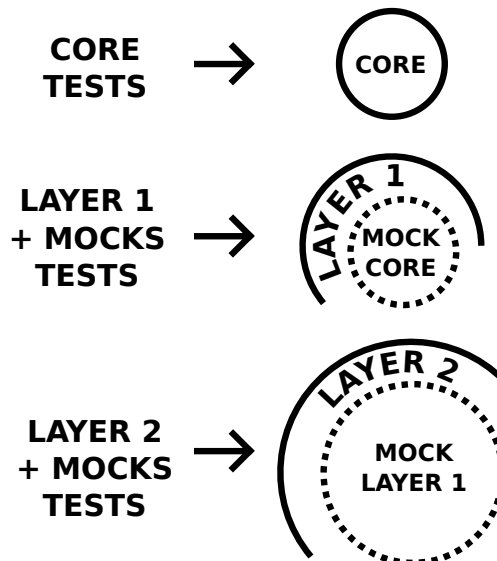 CORE
TESTS
CORE
LAYER 1
+ MOCKS
TESTS
LAYER 1
MOCK
CORE
LAYER 2
+ MOCKS
TESTS
LAYER 2
MOCK
LAYER 1